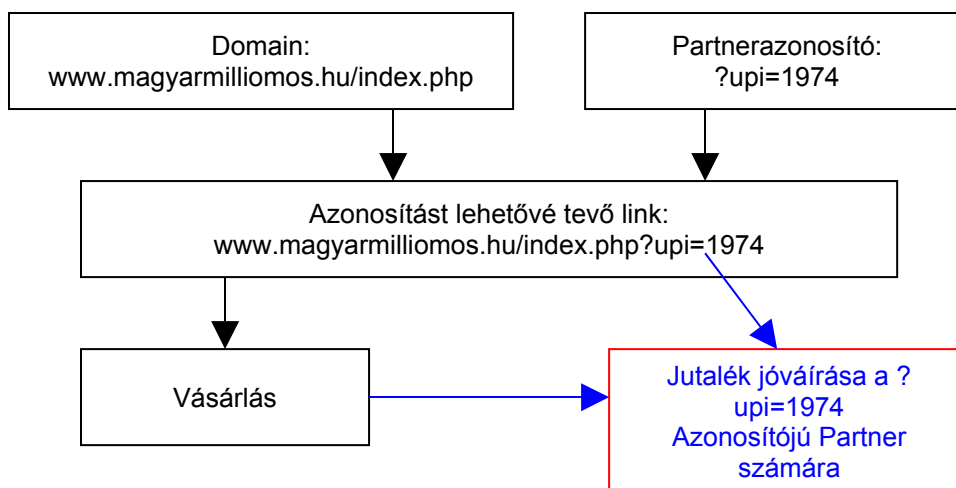 Domain:
www.magyarmilliomos.hu/index.php
Partnerazonosító:
?upi=1974
Azonosítást lehetővé tevő link:
www.magyarmilliomos.hu/index.php?upi=1974
Vásárlás
Jutalék jóváírása a ?
upi=1974
Azonosítójú Partner
számára